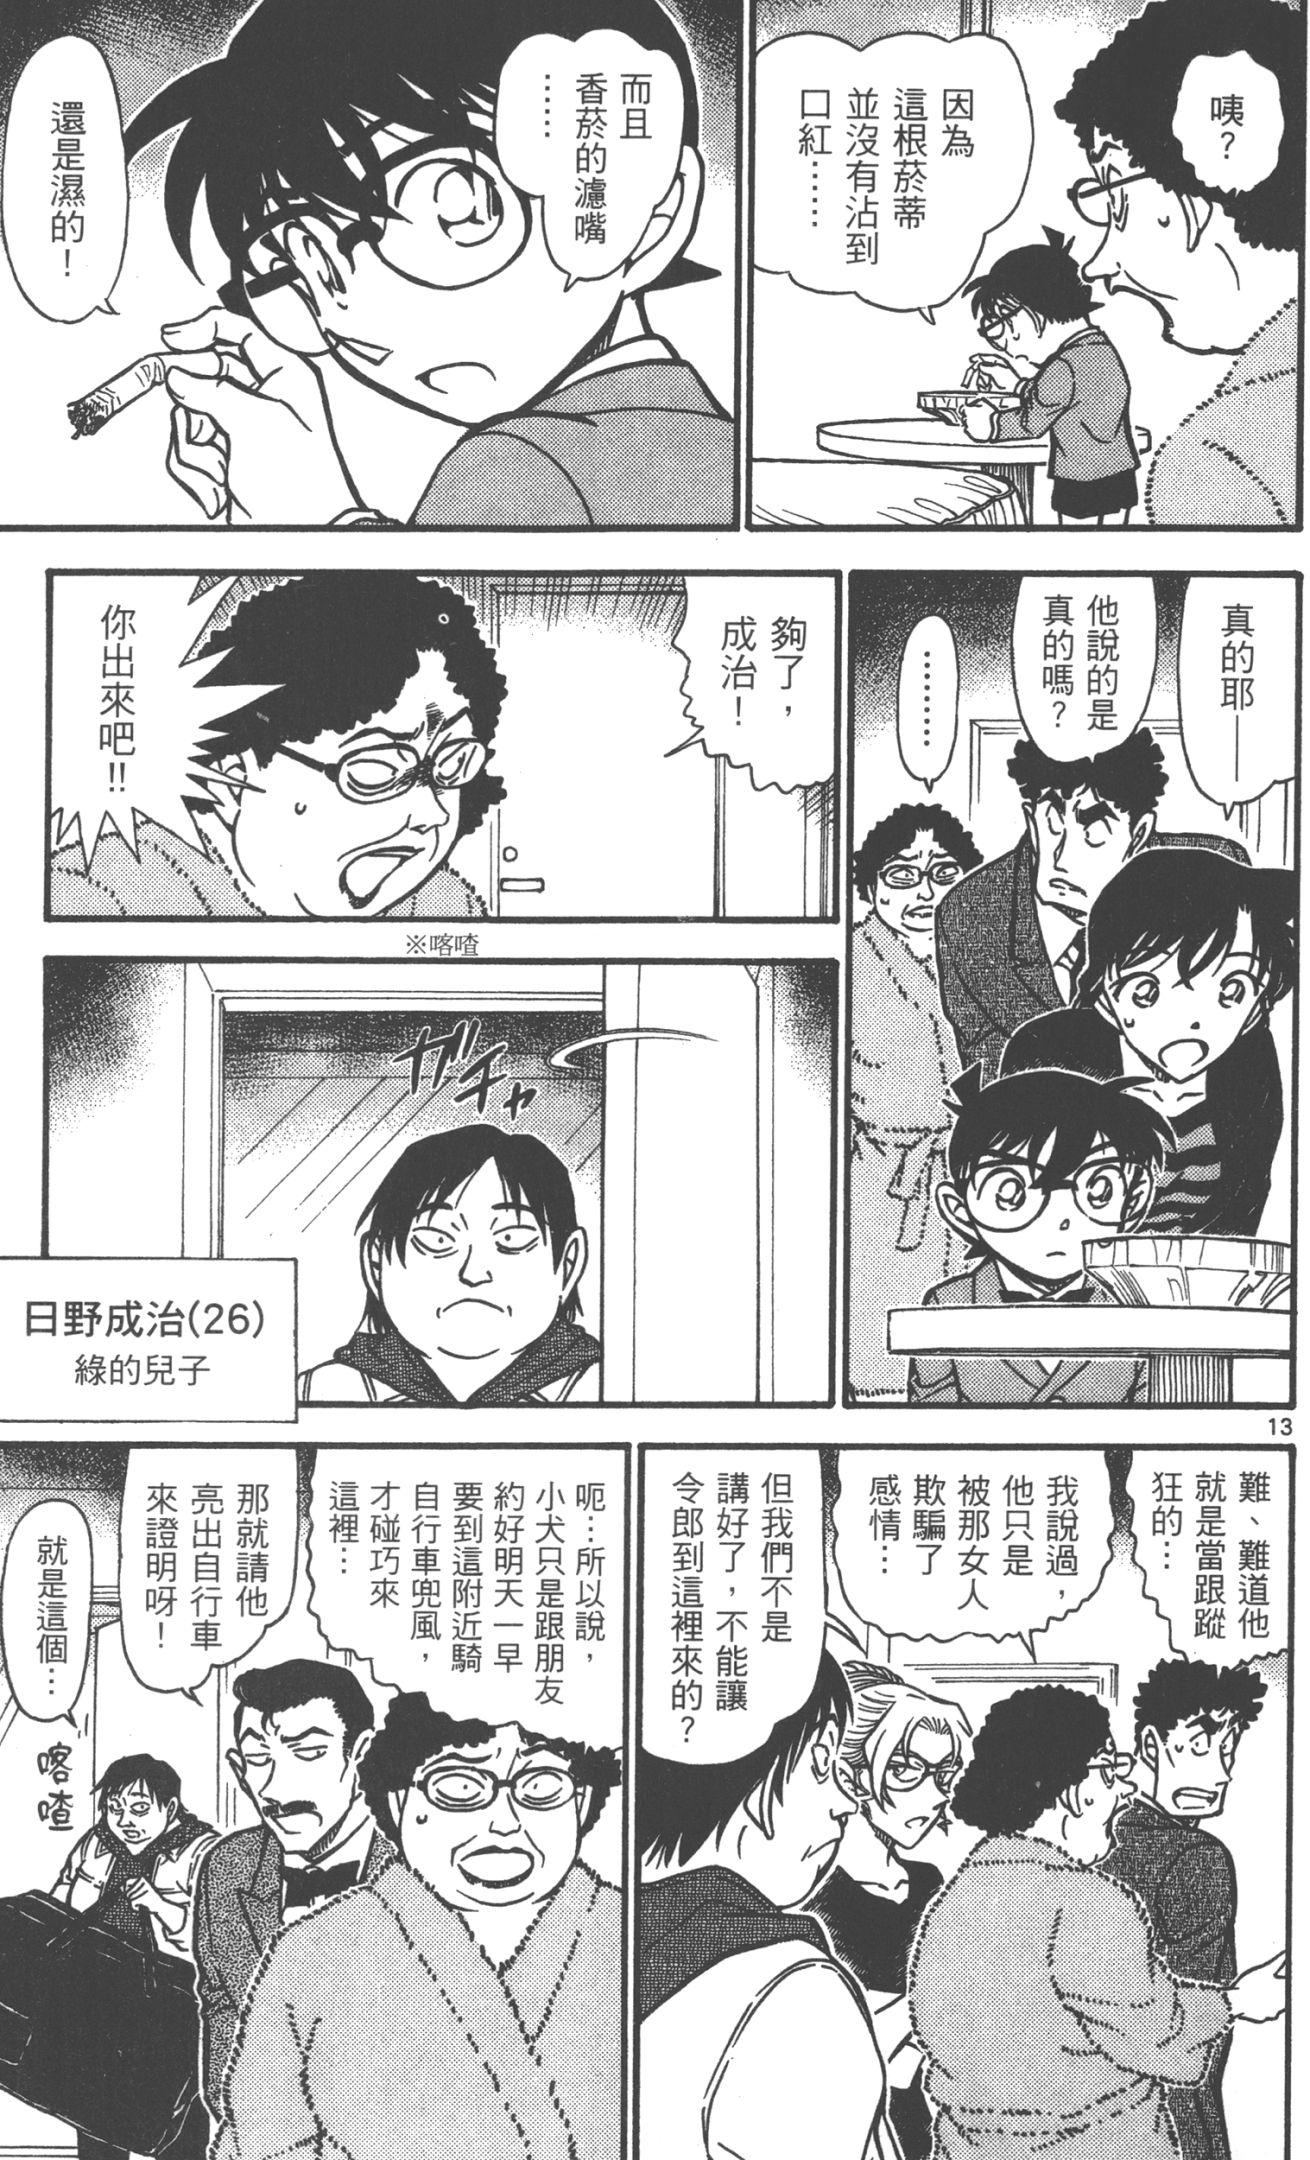 咦？
因為
這根菸蒂
並沒有沾到
口紅……
而且
香菸的濾嘴
……
還是濕的！
真的耶—
他說的是
真的嗎？
………
夠了，
成治！
你出來吧!!
※喀喳
ガチャ
日野成治(26)
綠的兒子
13
難、難道他
就是當跟蹤
狂的…
我說過，
他只是
被那女人
欺騙了
感情…
但我們不是
講好了，不能讓
令郎到這裡來的？
呃…所以說，
小犬只是跟朋友
約好明天一早
要到這附近騎
自行車兜風，
才碰巧來
這裡…
那就請他
亮出自行車
來證明呀！
就是這個…
喀喳